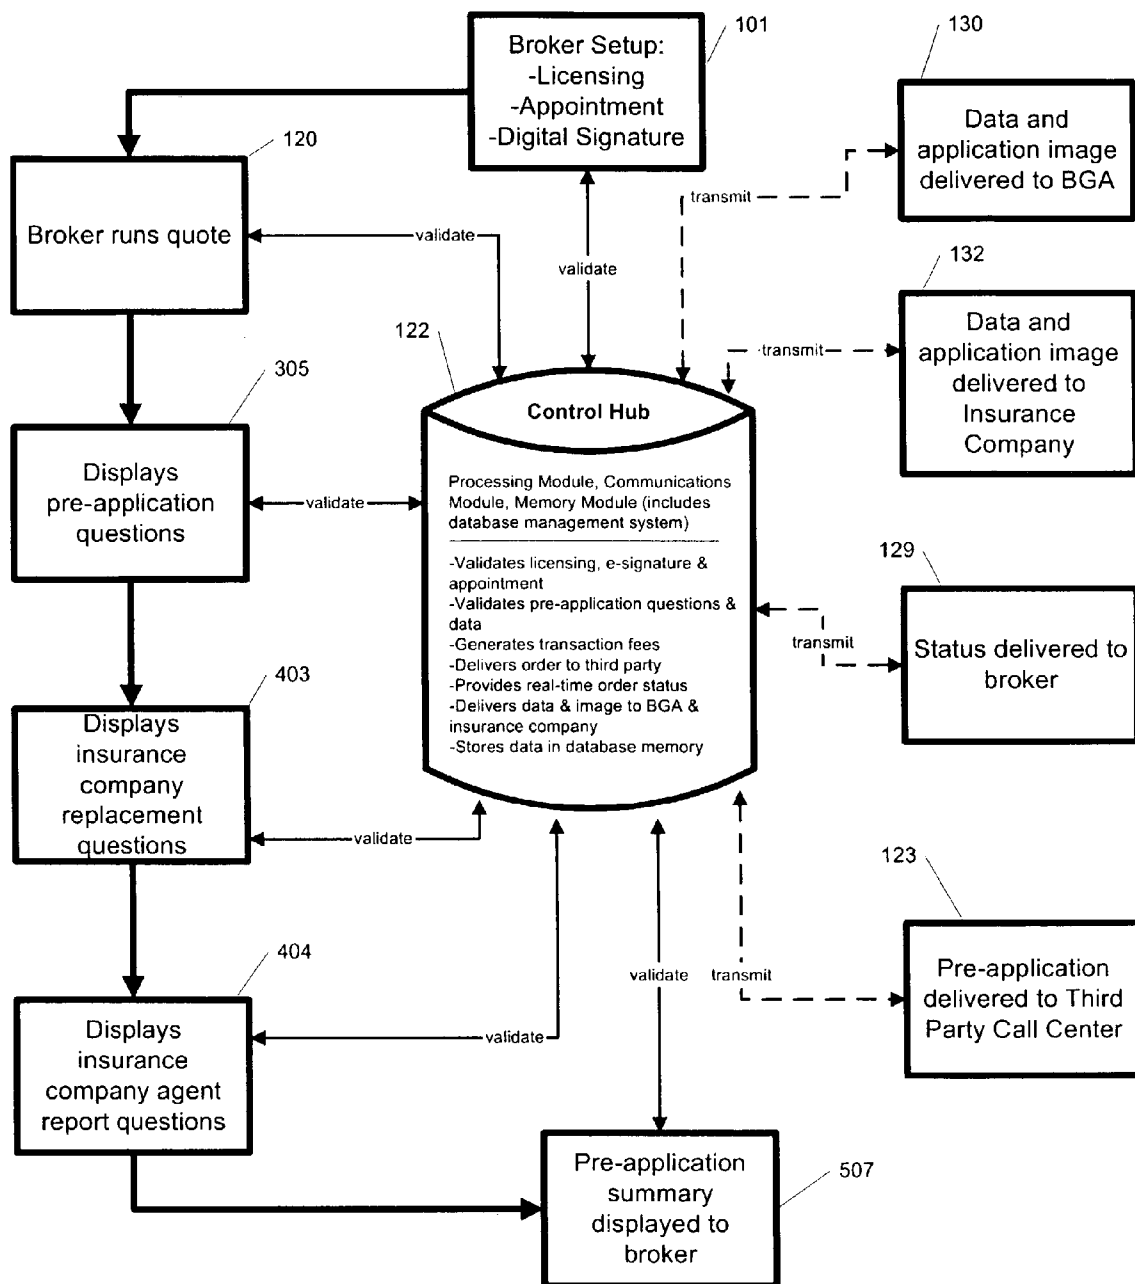 101
Broker Setup:
-Licensing
-Appointment
-Digital Signature
130
Data and
application image
delivered to BGA
transmit
120
Broker runs quote
validate
validate
132
Data and
application image
delivered to
Insurance
Company
transmit
122
Control Hub
Processing Module, Communications
Module, Memory Module (includes
database management system)
-Validates licensing, e-signature &
appointment
-Validates pre-application questions &
data
-Generates transaction fees
-Delivers order to third party
-Provides real-time order status
-Delivers data & image to BGA &
insurance company
-Stores data in database memory
305
Displays
pre-application
questions
validate
129
Status delivered to
broker
transmit
403
Displays
insurance
company
replacement
questions
validate
123
Pre-application
delivered to Third
Party Call Center
transmit
404
Displays
insurance
company agent
report questions
validate
validate
507
Pre-application
summary
displayed to
broker